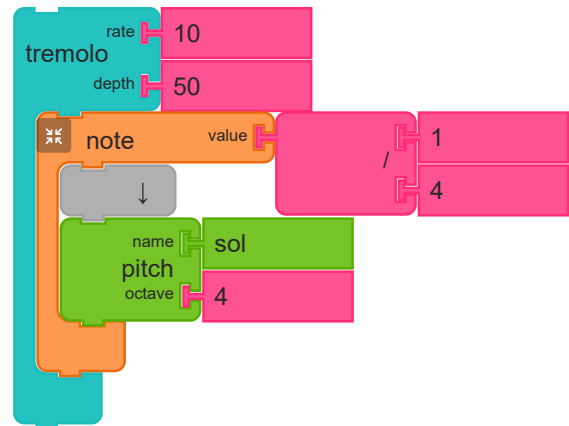 rate 10
tremolo
depth 50
note value 1
/
4
↓
name sol
pitch
octave 4